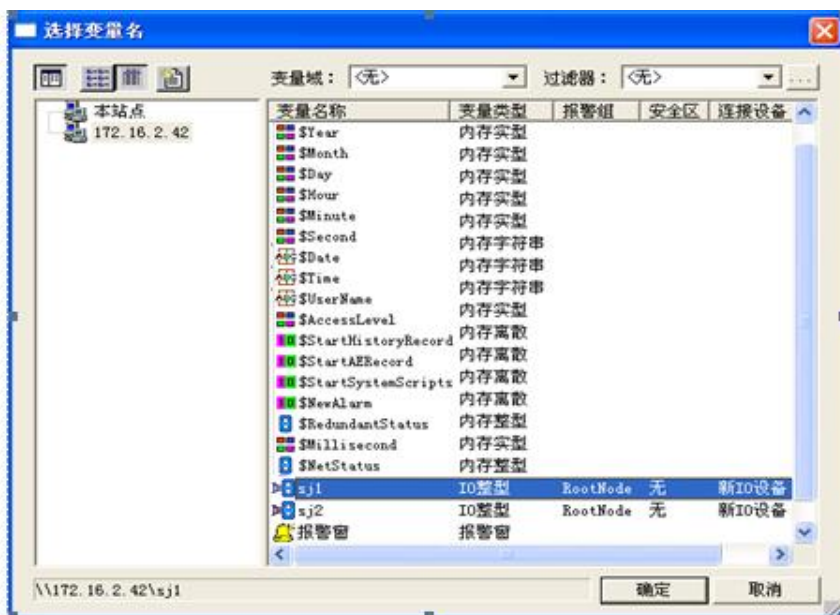 选择变量名
变量域： <无> 过滤器： <无> ...
本站点
172.16.2.42
变量名称 变量类型 报警组 安全区 连接设备
$Year 内存实型
$Month 内存实型
$Day 内存实型
$Hour 内存实型
$Minute 内存实型
$Second 内存字符串
$Date 内存字符串
$Time 内存字符串
$UserName 内存实型
$AccessLevel 内存离散
$StartHistoryRecord 内存离散
$StartAERecord 内存离散
$StartSystemScripts 内存离散
$NewAlarm 内存离散
$RedundantStatus 内存整型
$Millisecond 内存实型
$NetStatus 内存整型
sj1 IO整型 RootNode 无 新IO设备
sj2 IO整型 RootNode 无 新IO设备
报警窗 报警窗
\\172.16.2.42\sj1 确定 取消